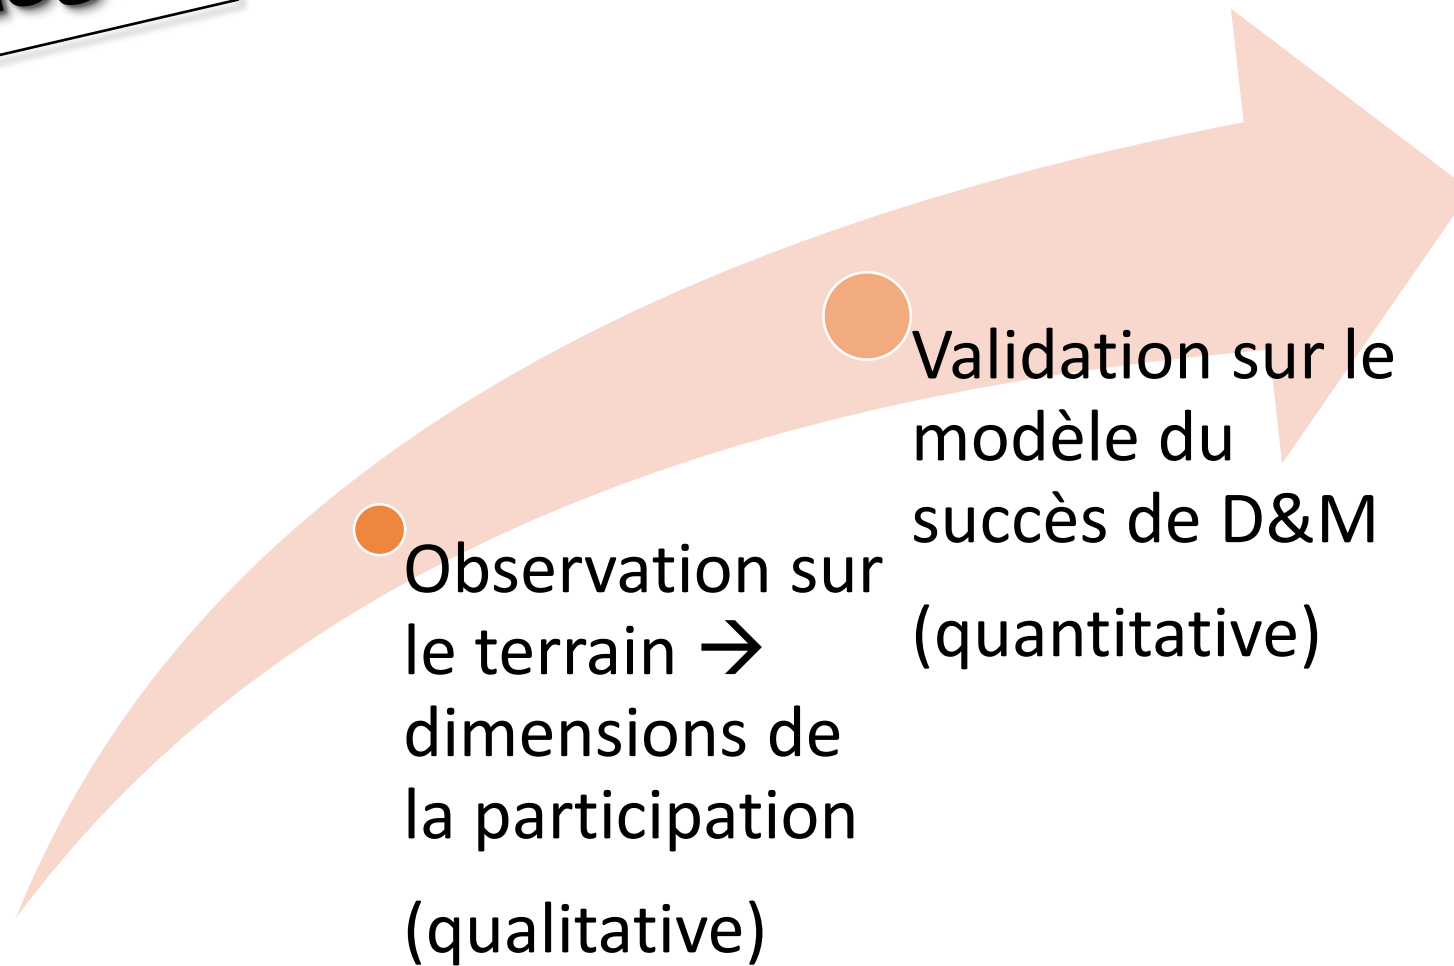 Observation sur
le terrain →
dimensions de
la participation
(qualitative)
Validation sur le
modèle du
succès de D&M
(quantitative)